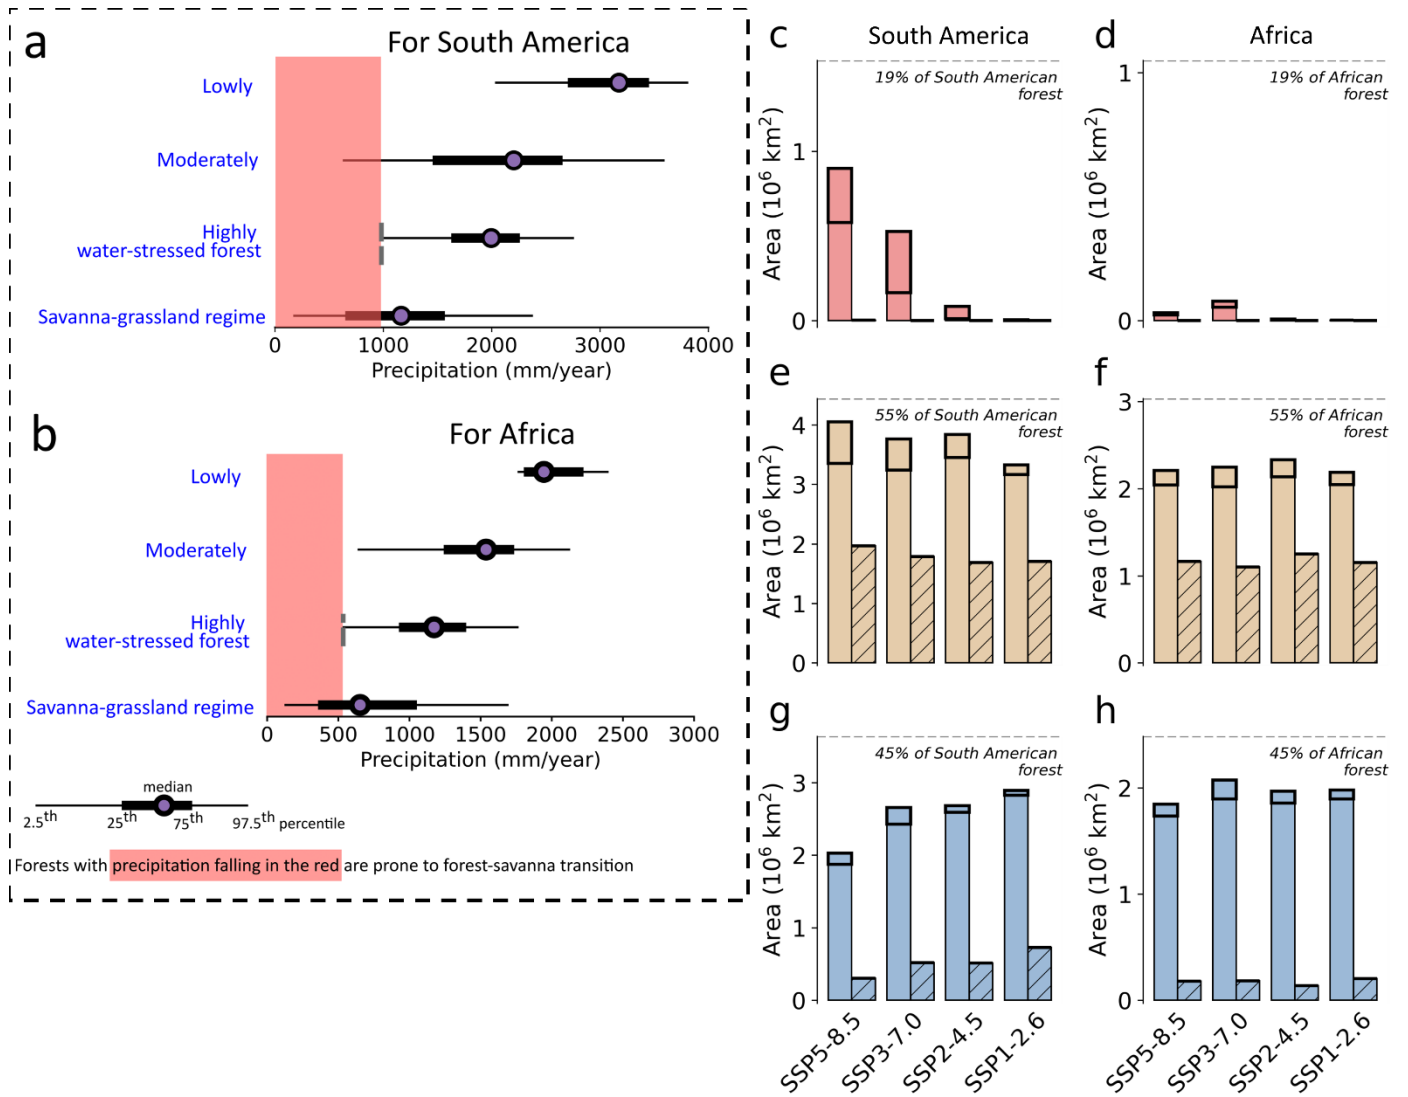 a
For South America
Lowly
Moderately
Highly
water-stressed forest
Savanna-grassland regime
0 1000 2000 3000 4000
Precipitation (mm/year)
b
For Africa
Lowly
Moderately
Highly
water-stressed forest
Savanna-grassland regime
0 500 1000 1500 2000 2500 3000
Precipitation (mm/year)
median
2.5th 25th 75th 97.5th percentile
Forests with precipitation falling in the red are prone to forest-savanna transition
c
South America
19% of South American
forest
Area (10⁶ km²)
1
0
d
Africa
19% of African
forest
Area (10⁶ km²)
1
0
e
55% of South American
forest
Area (10⁶ km²)
4
3
2
1
0
f
55% of African
forest
Area (10⁶ km²)
3
2
1
0
g
45% of South American
forest
Area (10⁶ km²)
3
2
1
0
SSP5-8.5
SSP3-7.0
SSP2-4.5
SSP1-2.6
h
45% of African
forest
Area (10⁶ km²)
2
1
0
SSP5-8.5
SSP3-7.0
SSP2-4.5
SSP1-2.6